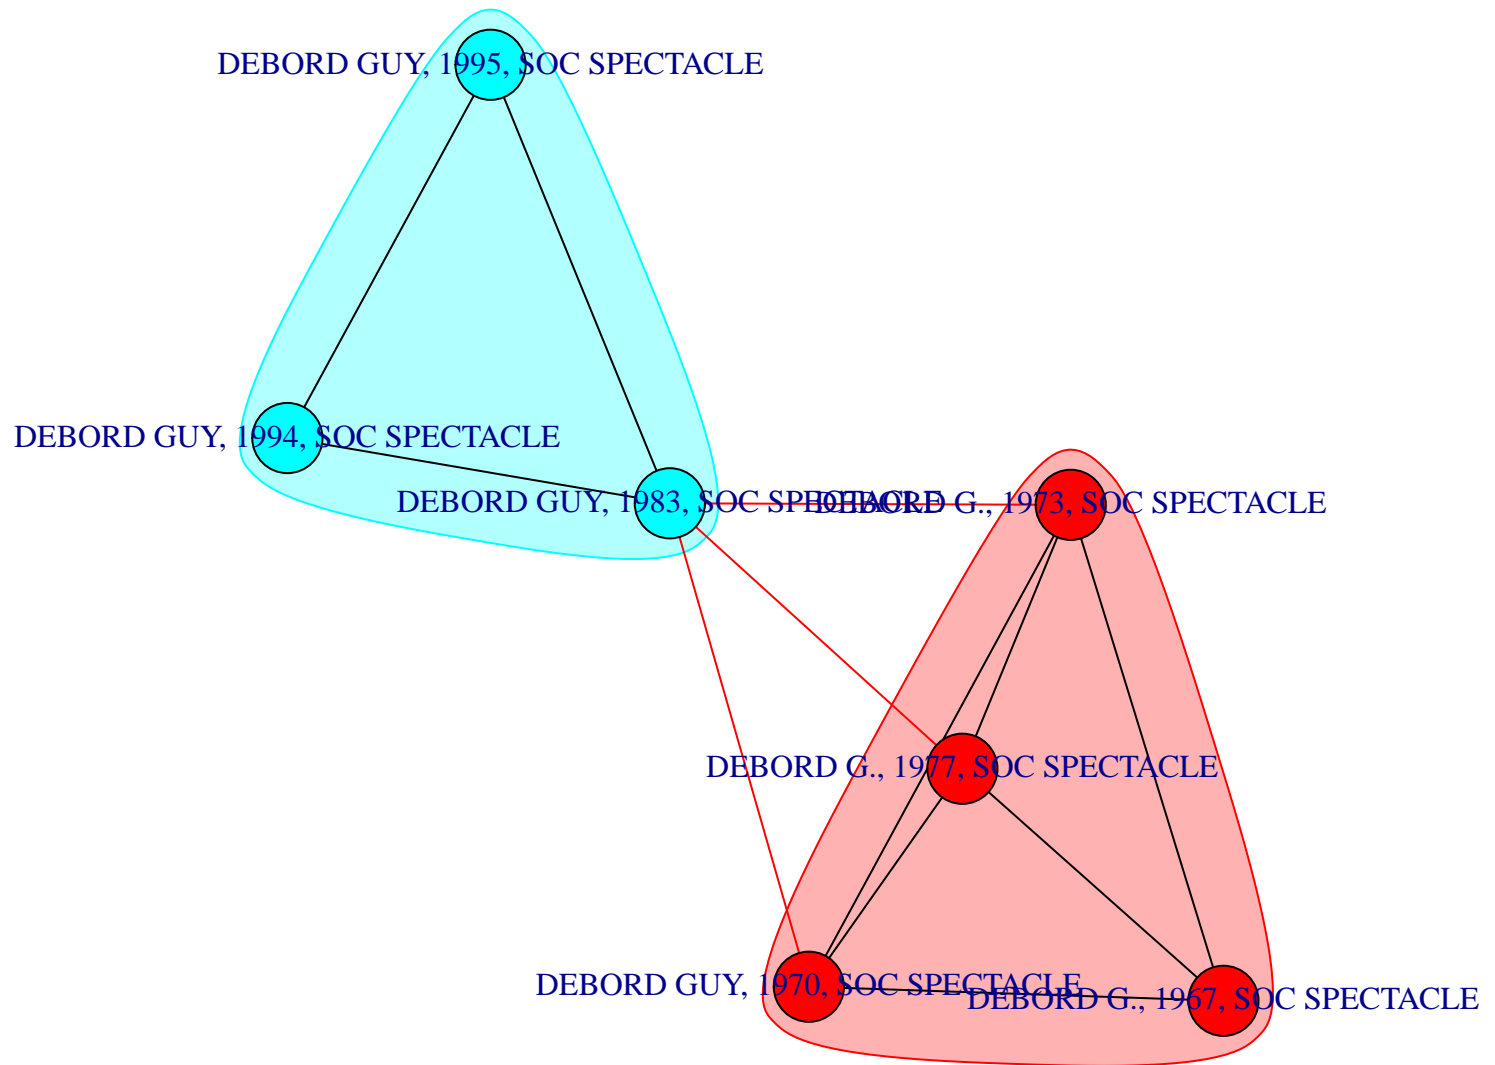 DEBORD GUY, 1995, SOC SPECTACLE
DEBORD GUY, 1994, SOC SPECTACLE
DEBORD GUY, 1983, SOC SPECTACLE
DEBORD G., 1973, SOC SPECTACLE
DEBORD G., 1977, SOC SPECTACLE
DEBORD GUY, 1970, SOC SPECTACLE
DEBORD G., 1967, SOC SPECTACLE